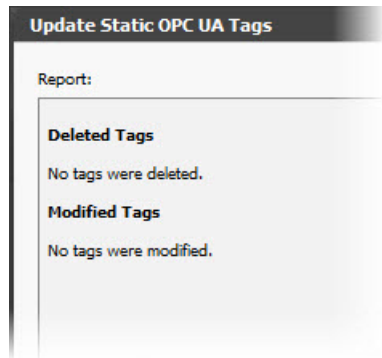 Update Static OPC UA Tags
Report:
Deleted Tags
No tags were deleted.
Modified Tags
No tags were modified.